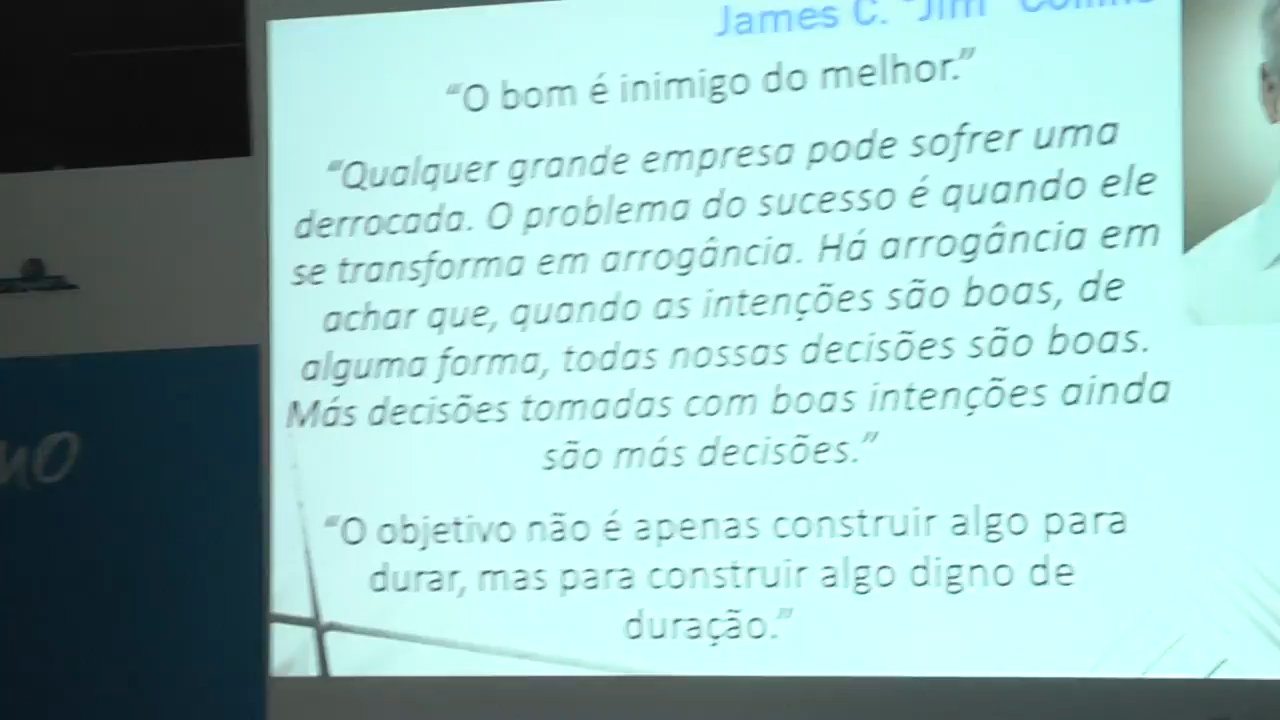 James C. "Jim" Collins
“O bom é inimigo do melhor.”
“Qualquer grande empresa pode sofrer uma
derrocada. O problema do sucesso é quando ele
se transforma em arrogância. Há arrogância em
achar que, quando as intenções são boas, de
alguma forma, todas nossas decisões são boas.
Más decisões tomadas com boas intenções ainda
são más decisões.”
“O objetivo não é apenas construir algo para
durar, mas para construir algo digno de
duração.”